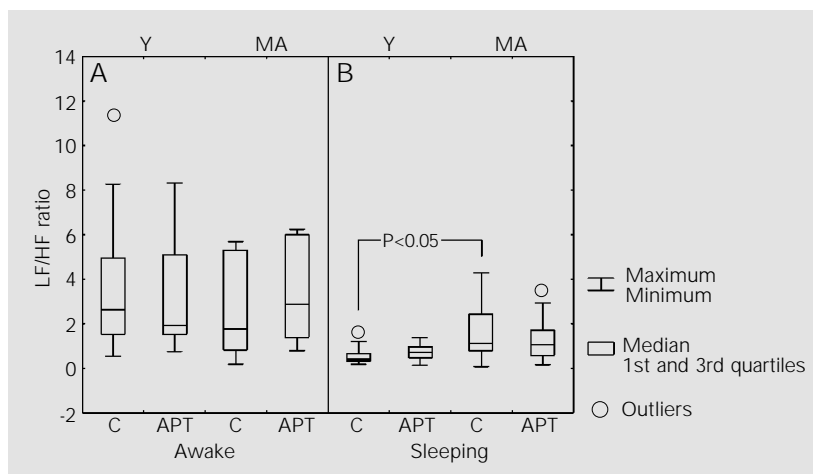 Y MA Y MA
A B
14
12
10
8
6
4
2
0
-2
LF/HF ratio
P<0.05
C APT C APT C APT C APT
Awake Sleeping
Maximum
Minimum
Median
1st and 3rd quartiles
Outliers